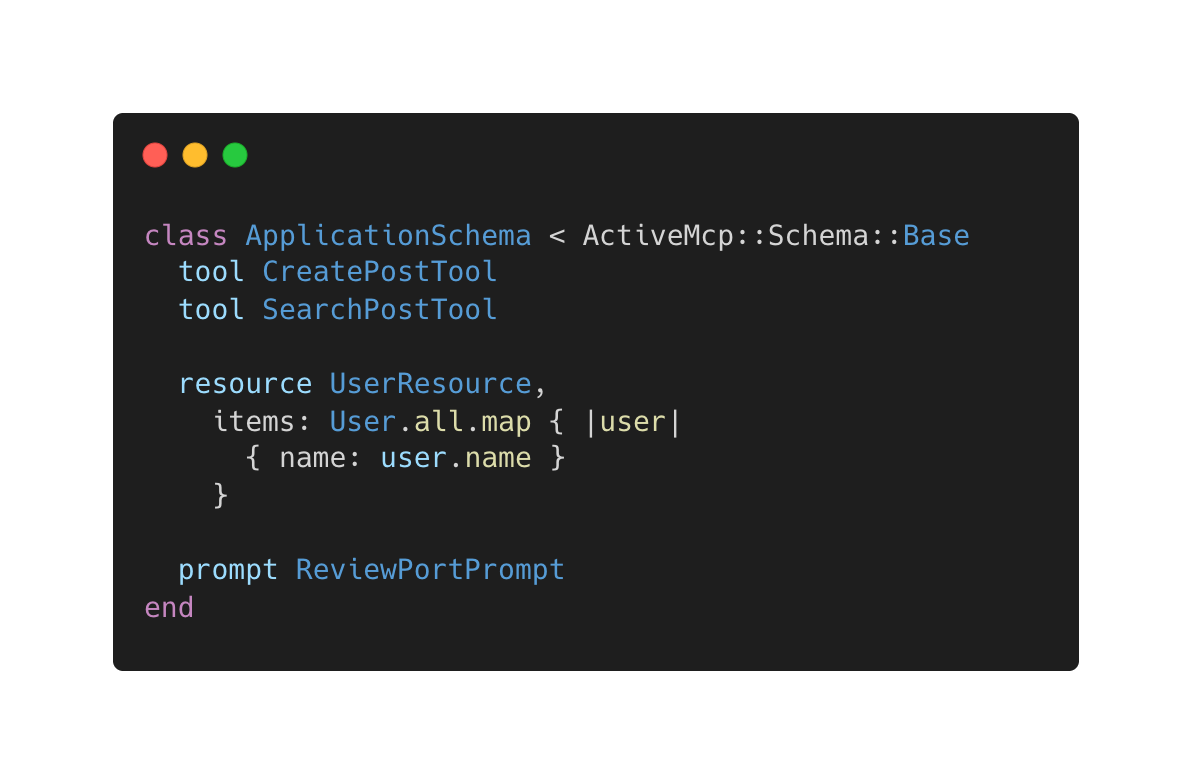 class ApplicationSchema < ActiveMcp::Schema::Base
  tool CreatePostTool
  tool SearchPostTool

  resource UserResource,
    items: User.all.map { |user|
      { name: user.name }
    }

  prompt ReviewPortPrompt
end